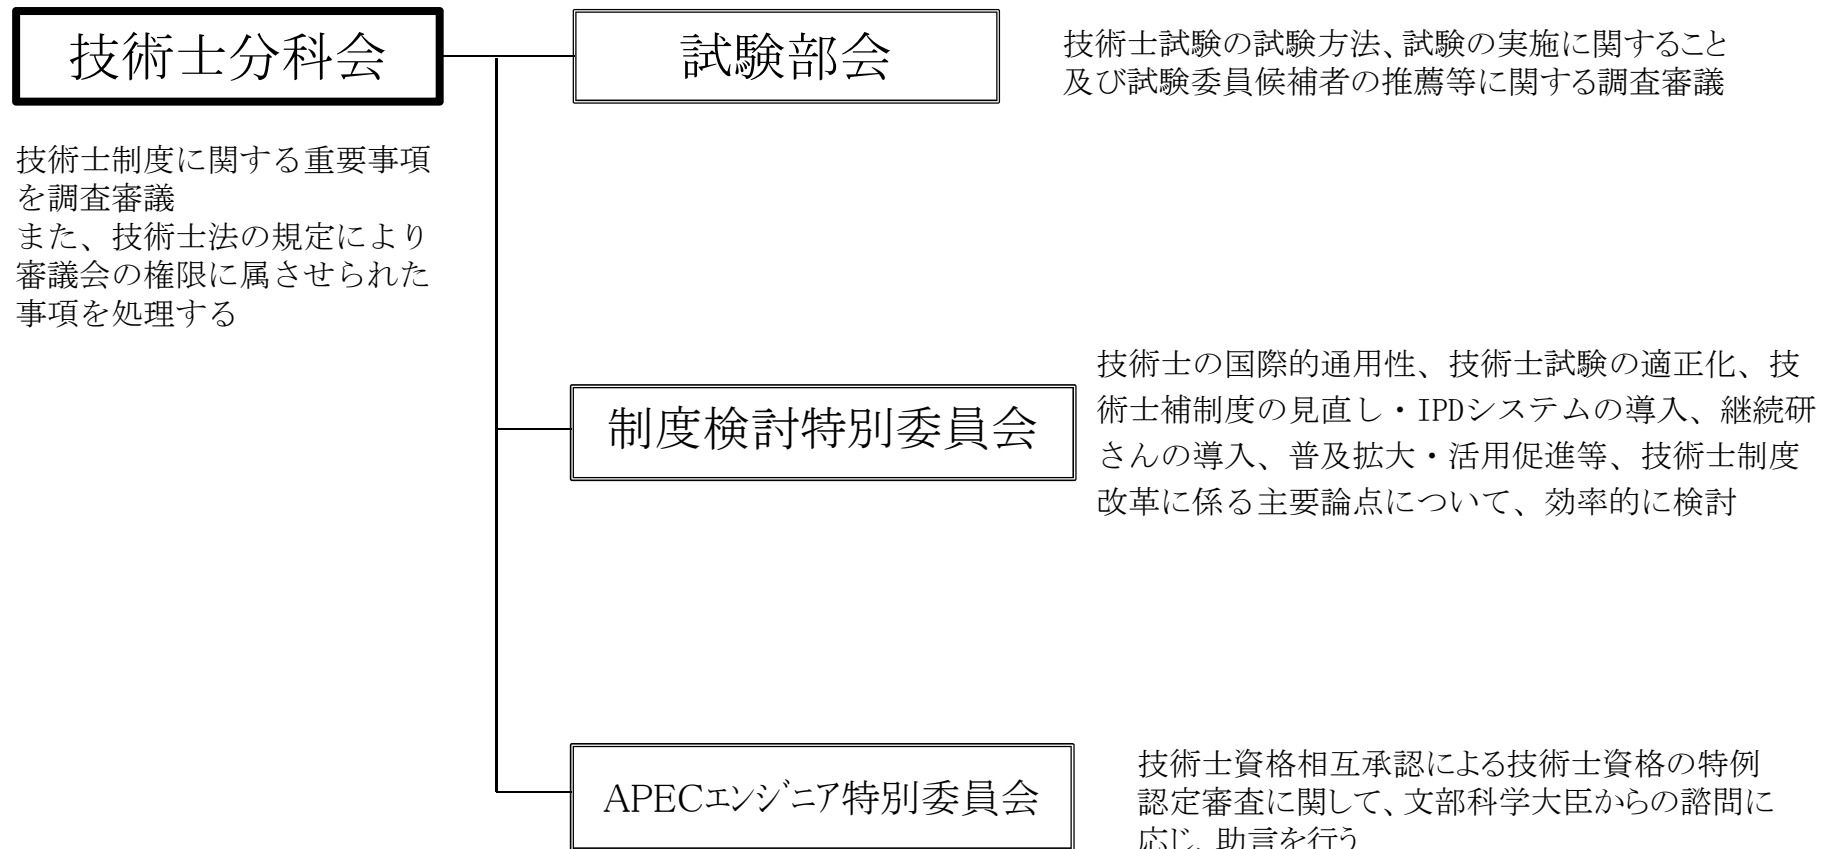 技術士分科会
技術士制度に関する重要事項
を調査審議
また、技術士法の規定により
審議会の権限に属させられた
事項を処理する
試験部会
技術士試験の試験方法、試験の実施に関すること
及び試験委員候補者の推薦等に関する調査審議
制度検討特別委員会
技術士の国際的通用性、技術士試験の適正化、技
術士補制度の見直し・IPDシステムの導入、継続研
さんの導入、普及拡大・活用促進等、技術士制度
改革に係る主要論点について、効率的に検討
APECエンジニア特別委員会
技術士資格相互承認による技術士資格の特例
認定審査に関して、文部科学大臣からの諮問に
応じ、助言を行う